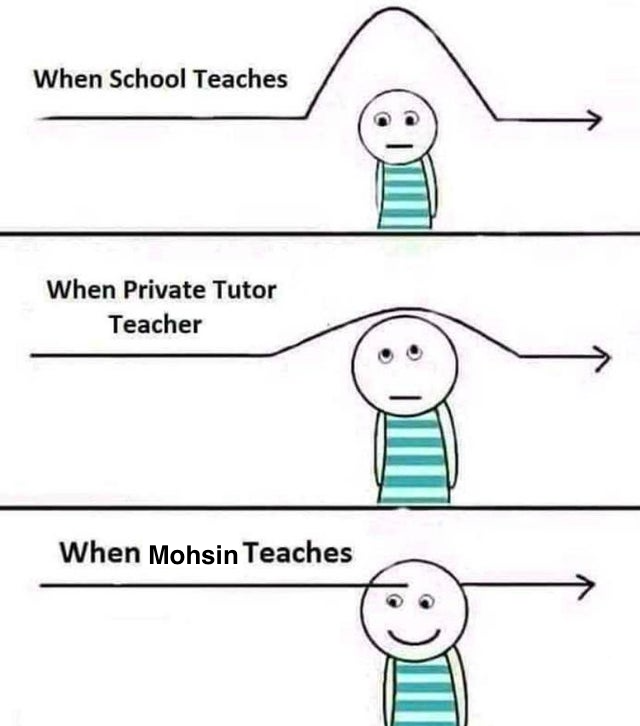 When School Teaches
When Private Tutor
Teacher
When Mohsin Teaches